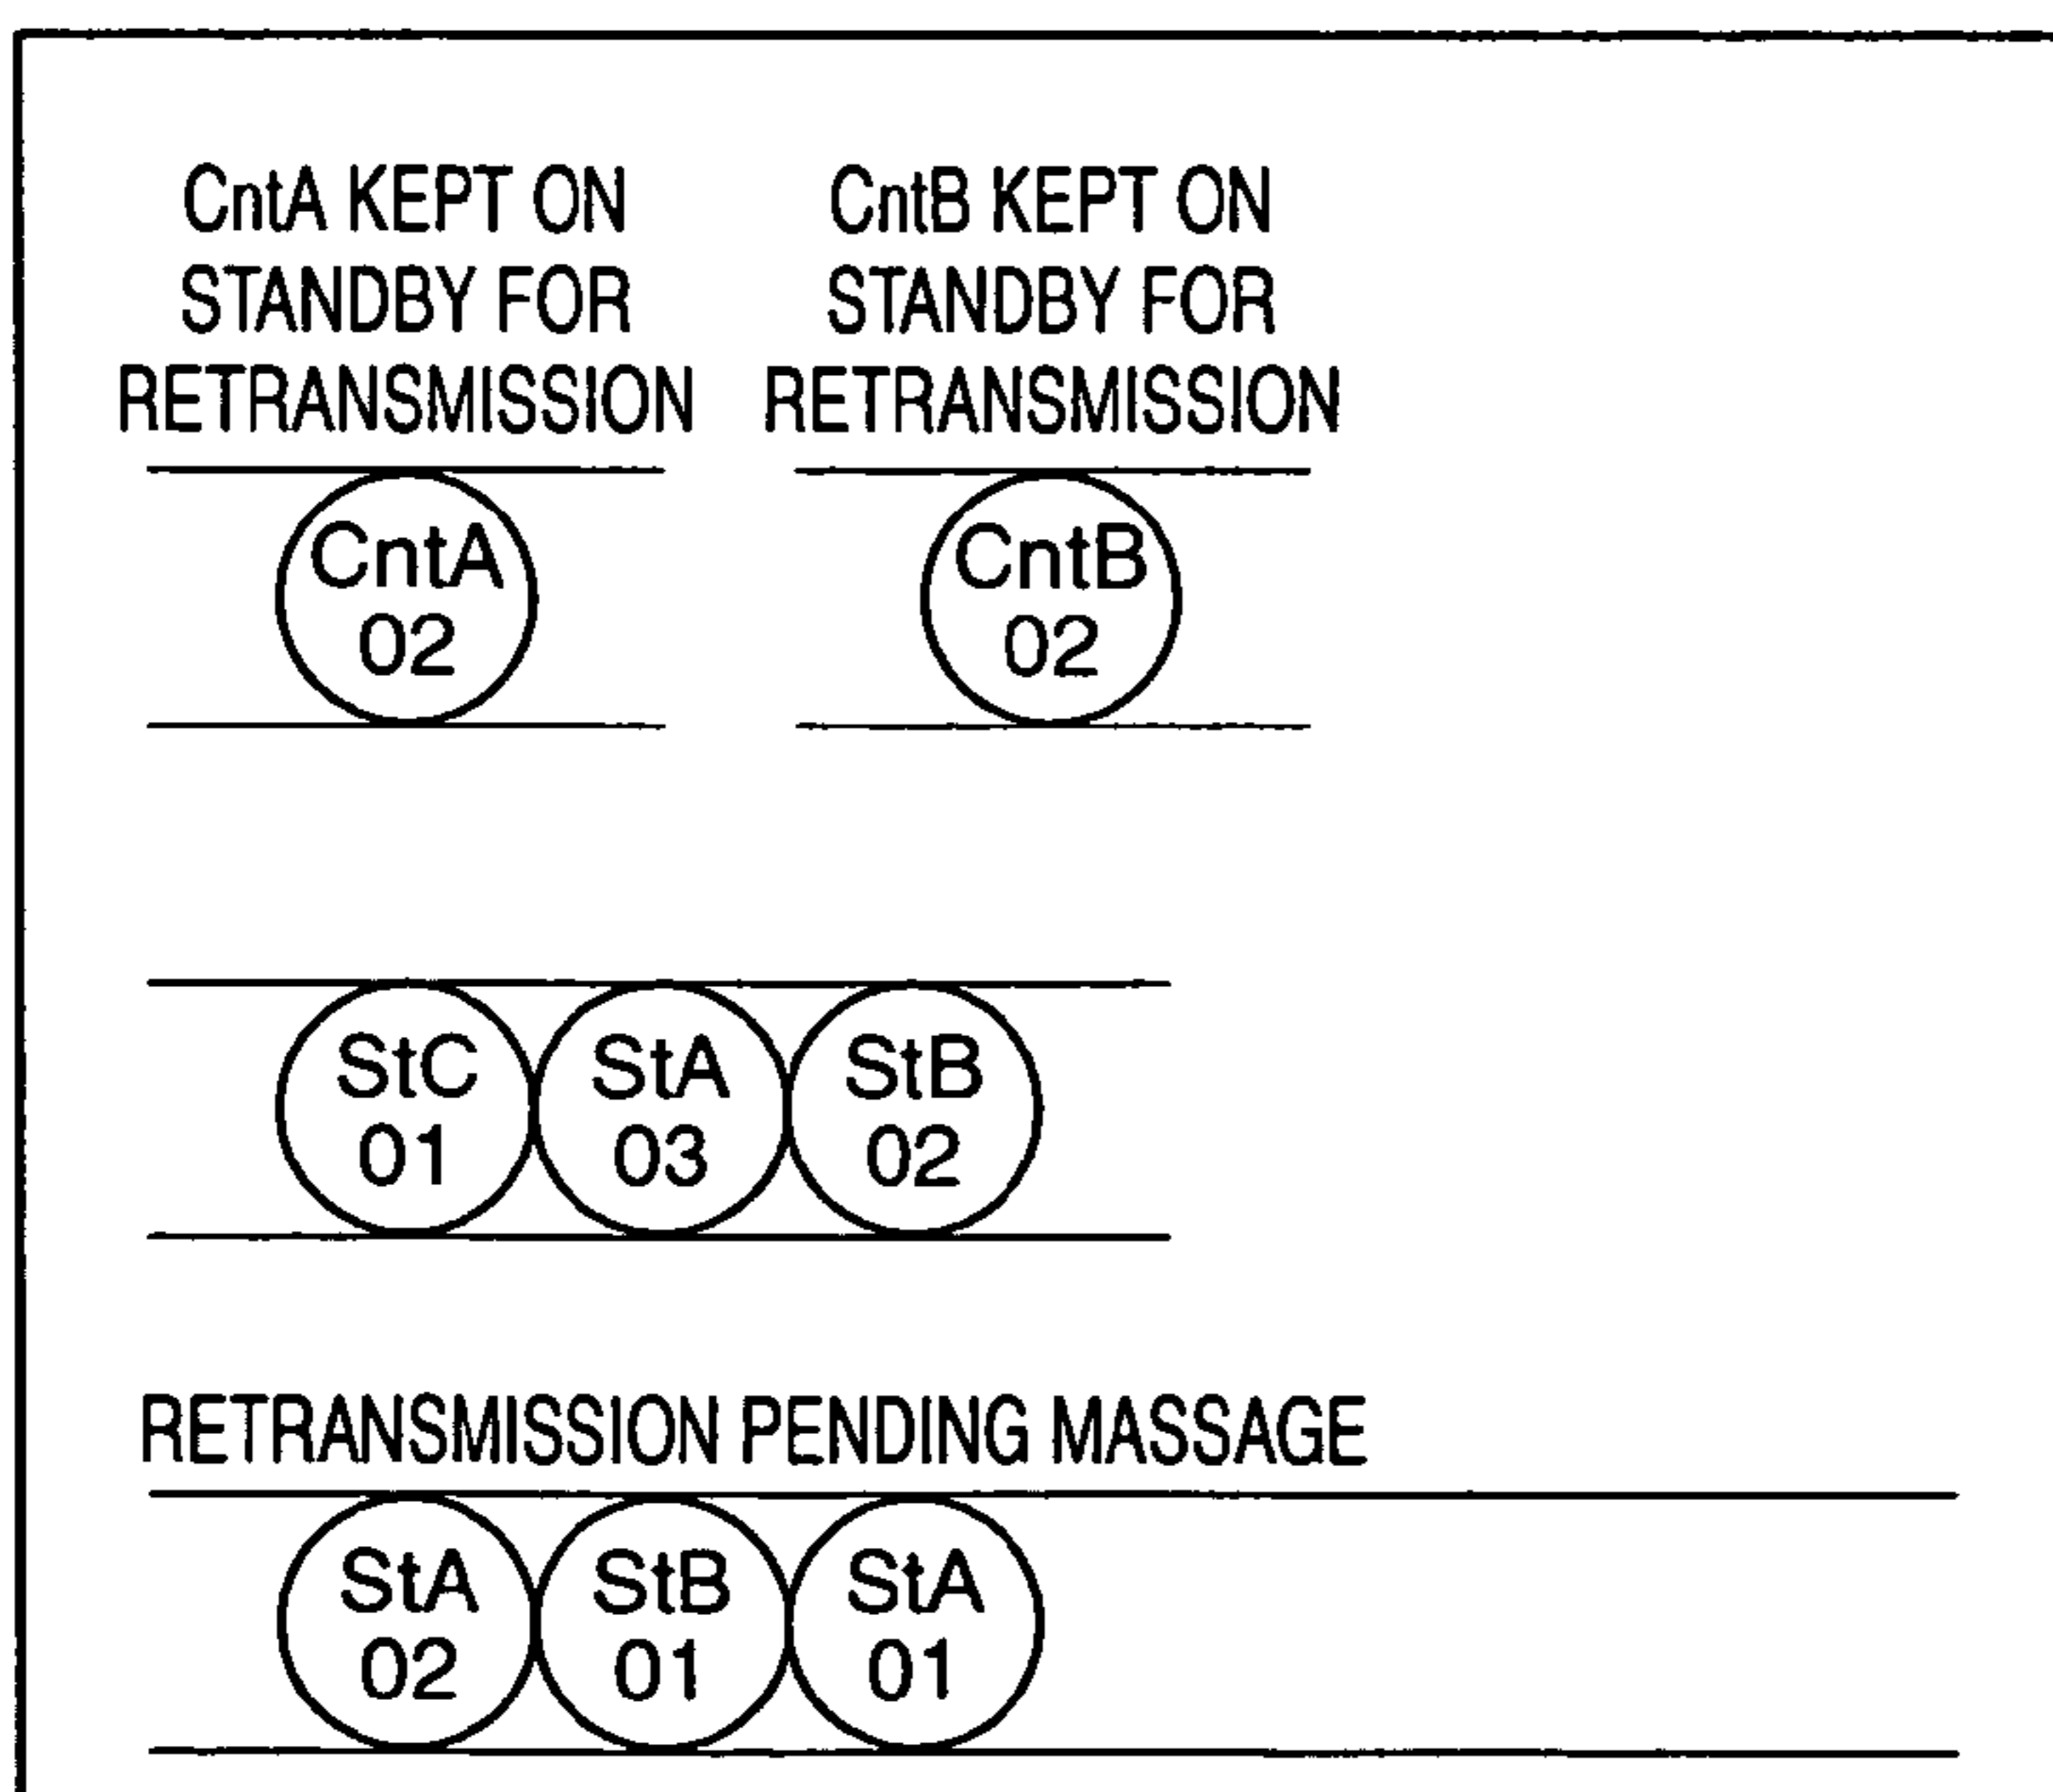 CntA KEPT ON
STANDBY FOR
RETRANSMISSION
CntB KEPT ON
STANDBY FOR
RETRANSMISSION
CntA
02
CntB
02
StC
01
StA
03
StB
02
RETRANSMISSION PENDING MASSAGE
StA
02
StB
01
StA
01